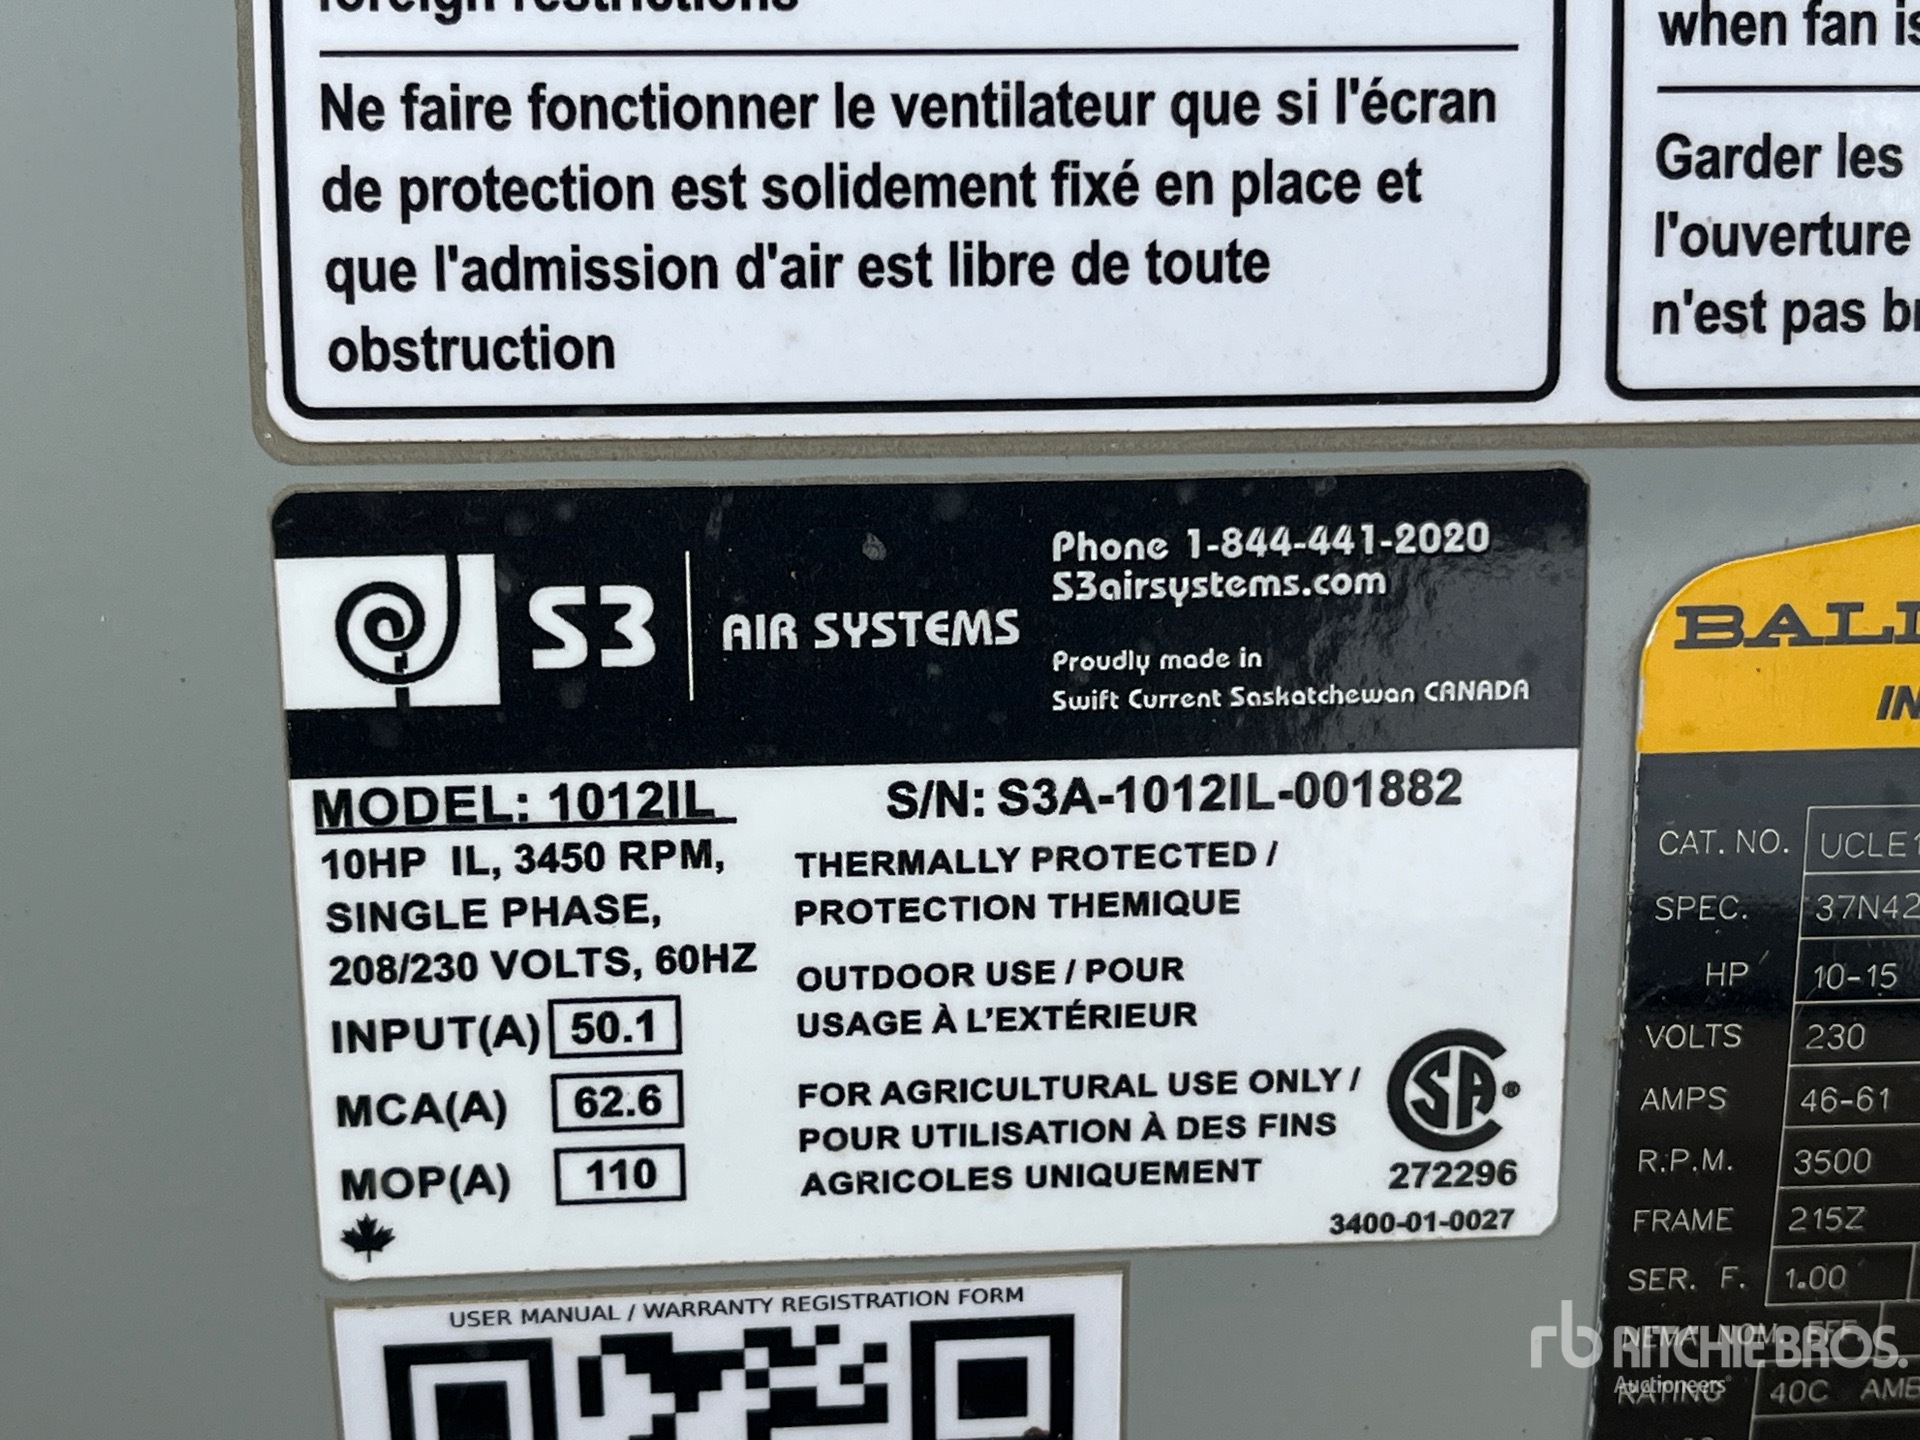 foreign restrictions
Ne faire fonctionner le ventilateur que si l'écran
de protection est solidement fixé en place et
que l'admission d'air est libre de toute
obstruction
when fan is
Garder les
l'ouverture
n'est pas
S3 AIR SYSTEMS
Phone 1-844-441-2020
S3airsystems.com
Proudly made in
Swift Current Saskatchewan CANADA
MODEL: 1012IL
S/N: S3A-1012IL-001882
10HP IL, 3450 RPM,
SINGLE PHASE,
208/230 VOLTS, 60HZ
INPUT(A) 50.1
MCA(A) 62.6
MOP(A) 110
THERMALLY PROTECTED /
PROTECTION THEMIQUE
OUTDOOR USE / POUR
USAGE À L'EXTÉRIEUR
FOR AGRICULTURAL USE ONLY /
POUR UTILISATION À DES FINS
AGRICOLES UNIQUEMENT
SA®
272296
3400-01-0027
USER MANUAL / WARRANTY REGISTRATION FORM
CAT. NO. UCLE1
SPEC. 37N42
HP 10-15
VOLTS 230
AMPS 46-61
R.P.M. 3500
FRAME 215Z
SER. F. 1.00
NEMA NOM. EFF.
RATING 40C AMB
rb RITCHIE BROS.
Auctioneers